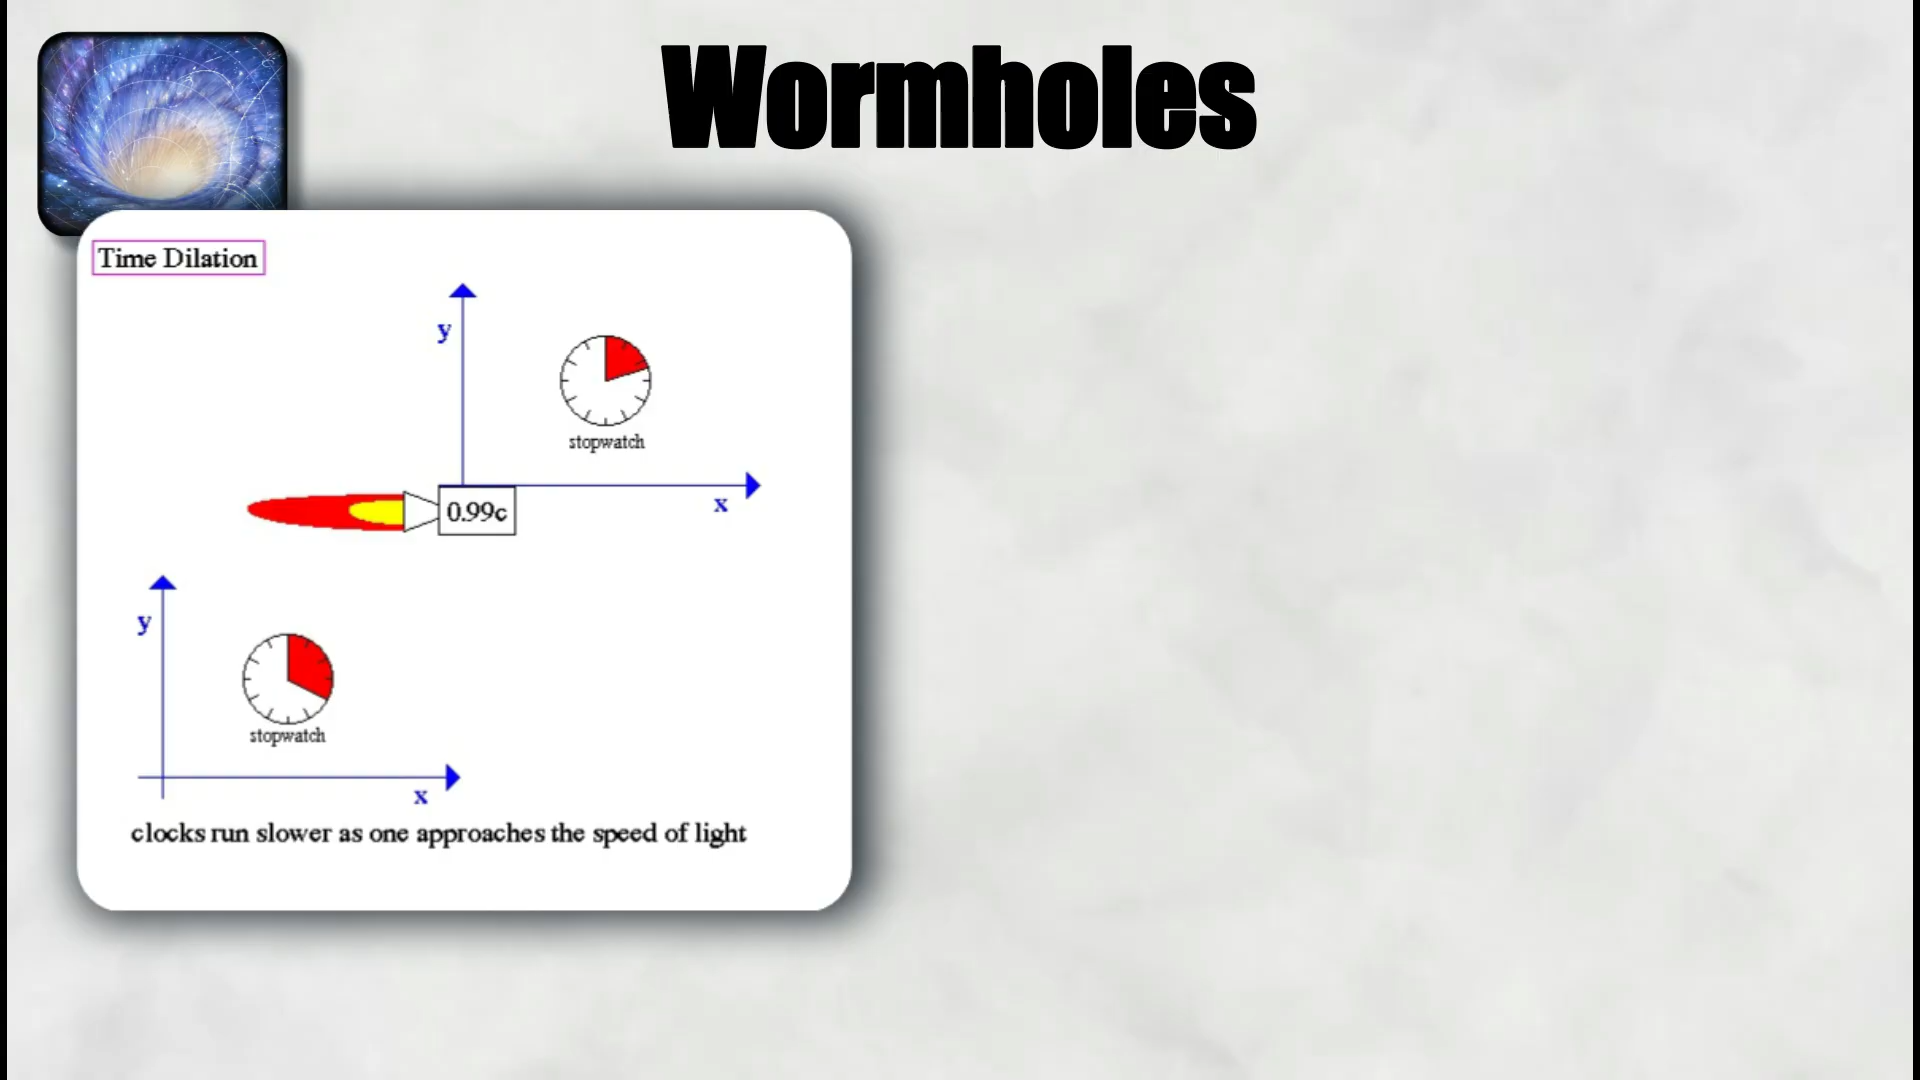 Wormholes
Time Dilation
y
stopwatch
x
0.99c
y
stopwatch
x
clocks run slower as one approaches the speed of light